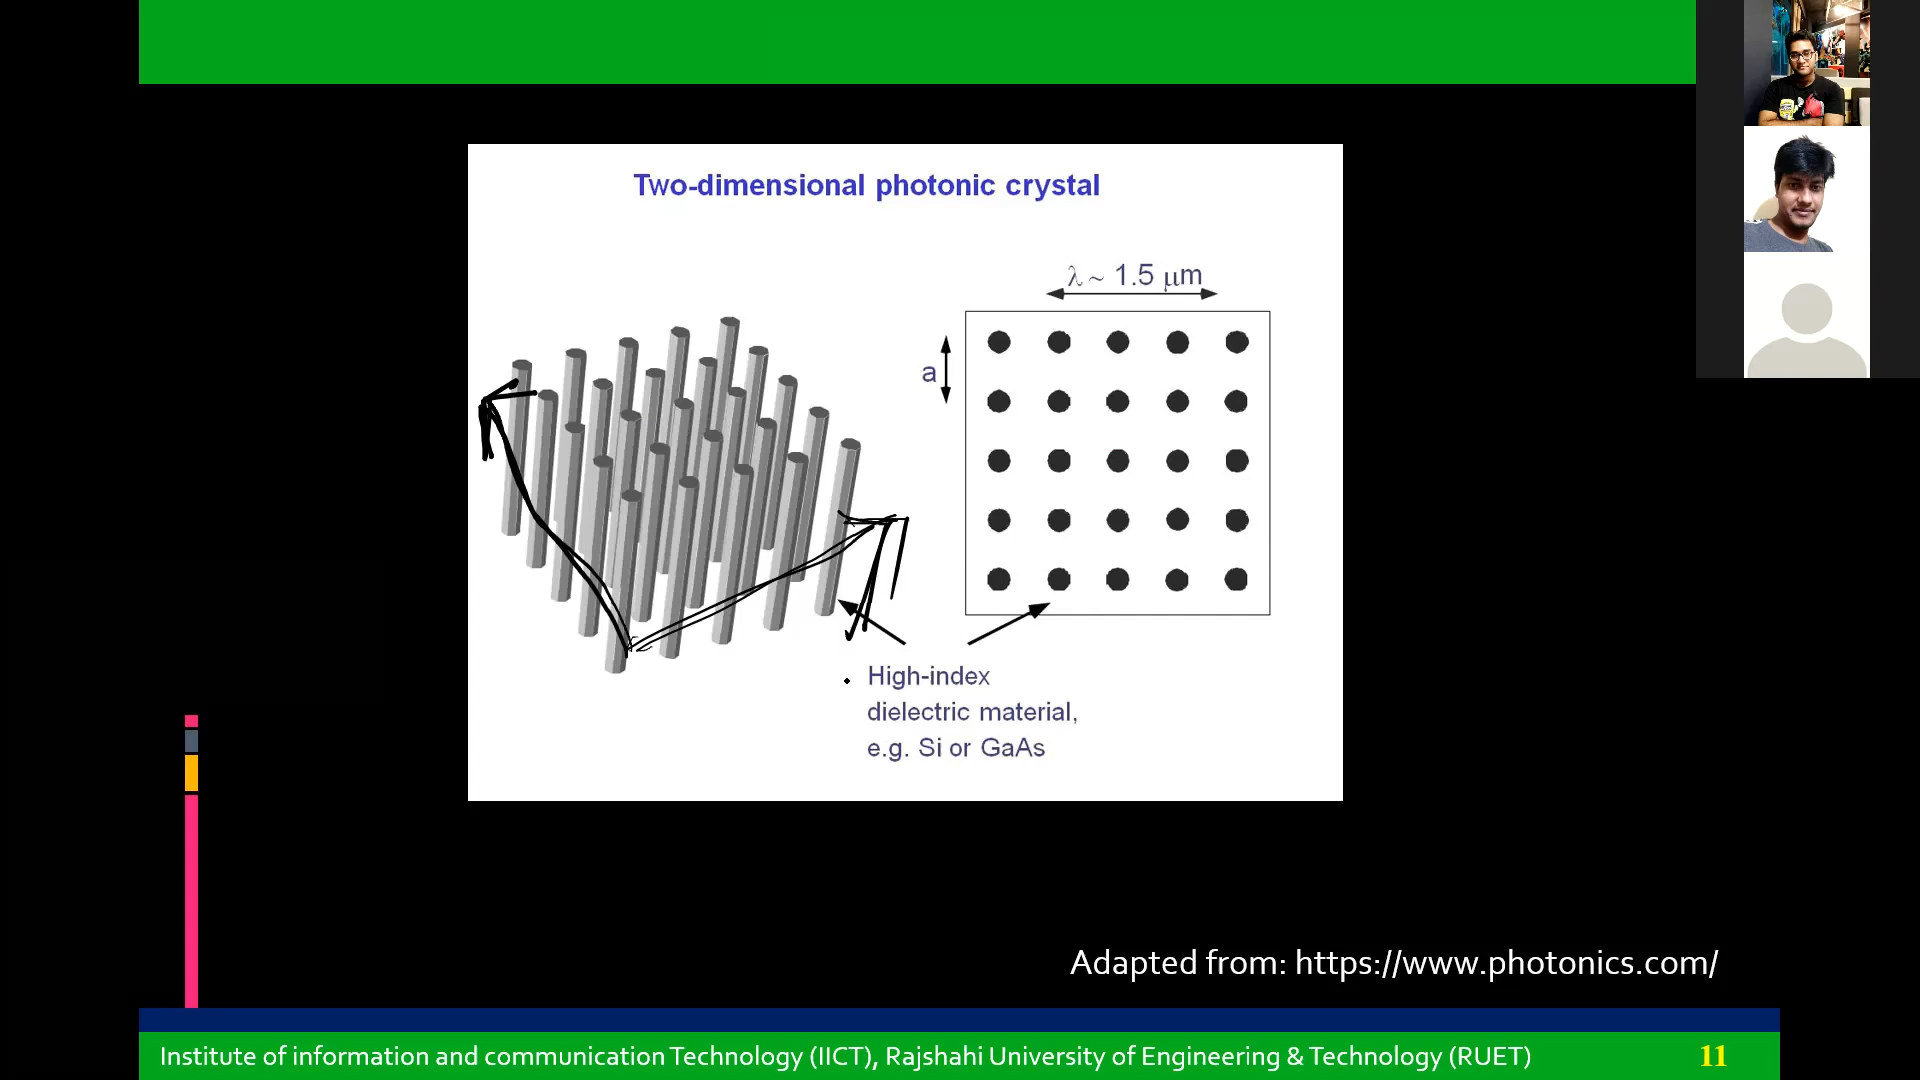 Two-dimensional photonic crystal
λ ~ 1.5 μm
a
High-index
dielectric material,
e.g. Si or GaAs
Adapted from: https://www.photonics.com/
Institute of information and communication Technology (IICT), Rajshahi University of Engineering & Technology (RUET)
11